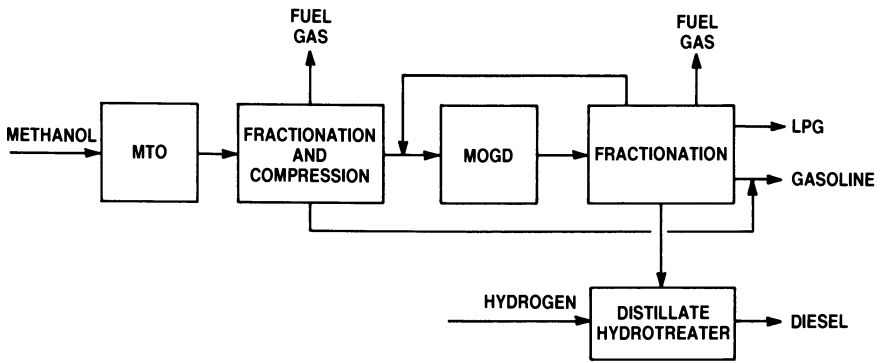 FUEL
GAS
FUEL
GAS
METHANOL
MTO
FRACTIONATION
AND
COMPRESSION
MOGD
FRACTIONATION
LPG
GASOLINE
HYDROGEN
DISTILLATE
HYDROTREATER
DIESEL